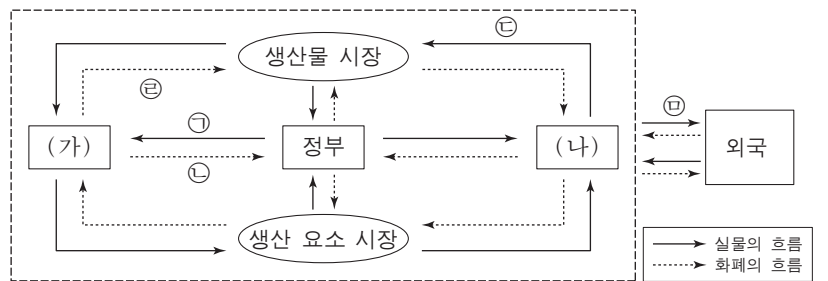 생산물 시장
㉢
㉣
㉤
㉠
(가)
정부
(나)
외국
㉡
생산 요소 시장
실물의 흐름
화폐의 흐름